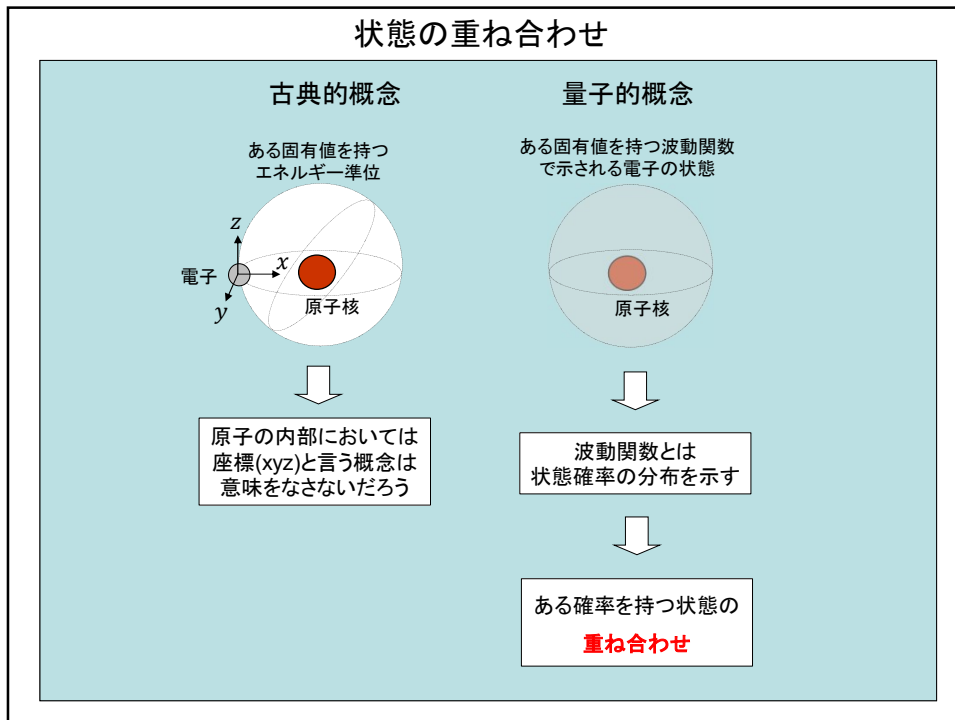 状態の重ね合わせ
古典的概念
ある固有値を持つ
エネルギー準位
z
x
電子
y
原子核
原子の内部においては
座標(xyz)と言う概念は
意味をなさないだろう
量子的概念
ある固有値を持つ波動関数
で示される電子の状態
原子核
波動関数とは
状態確率の分布を示す
ある確率を持つ状態の
重ね合わせ